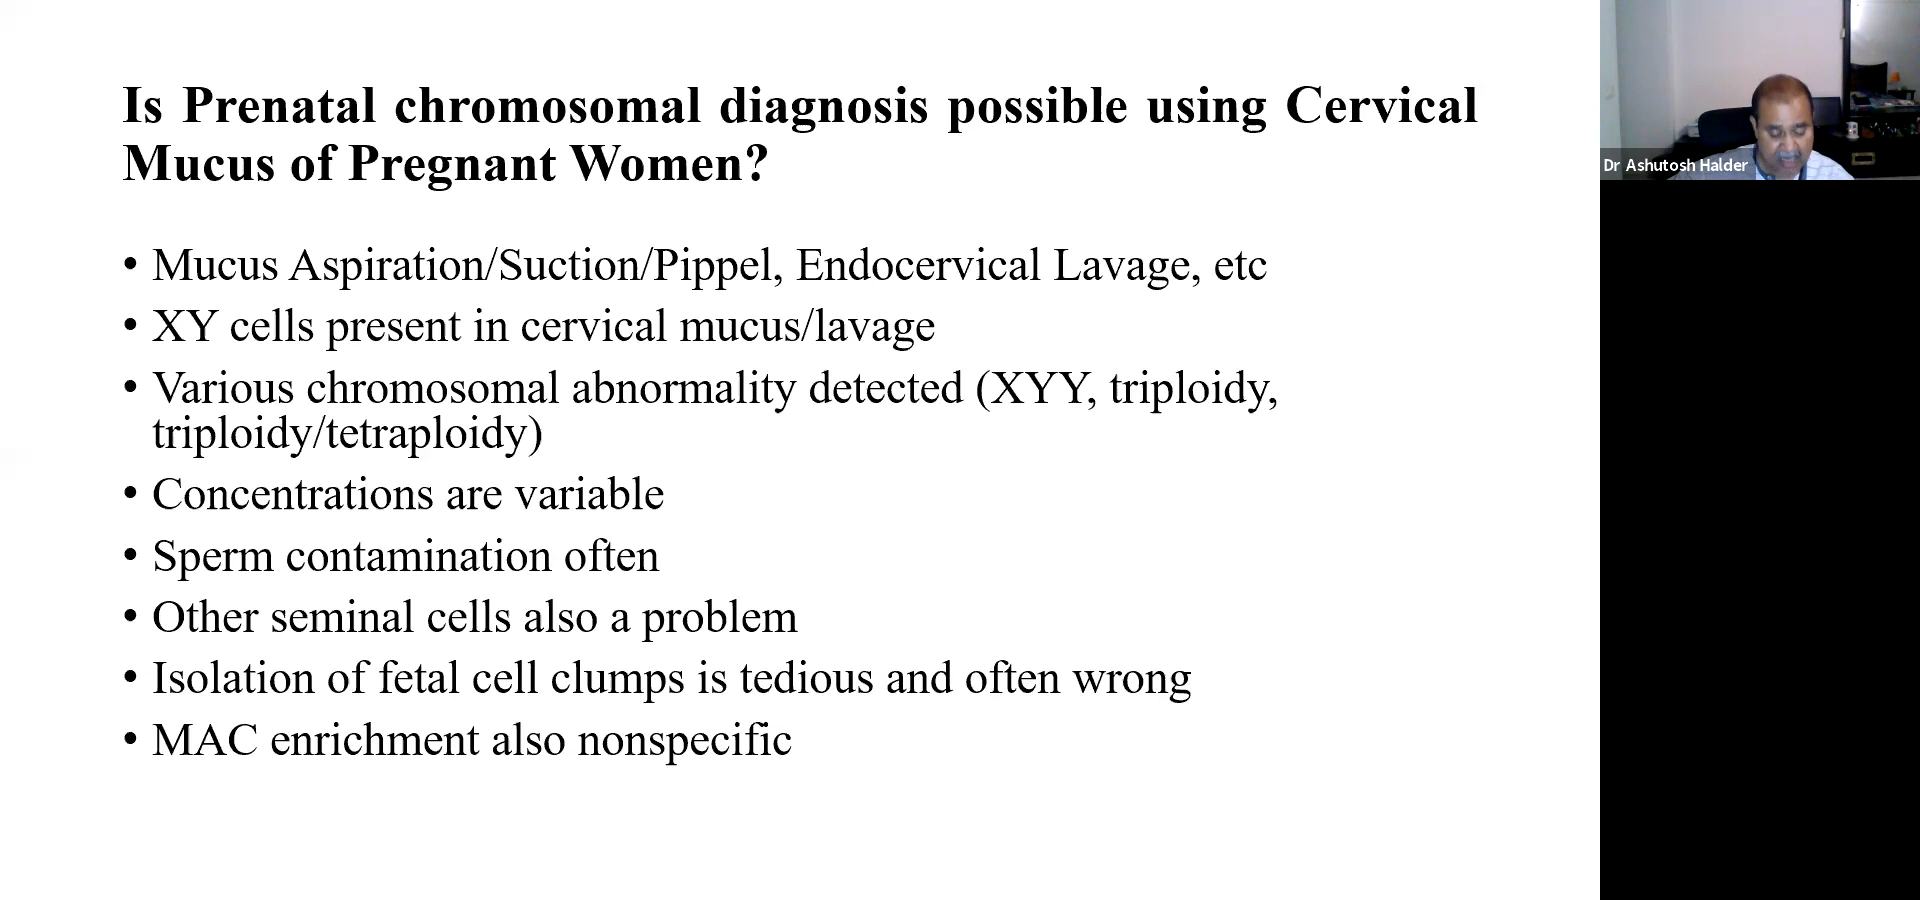 Is Prenatal chromosomal diagnosis possible using Cervical
Mucus of Pregnant Women?
• Mucus Aspiration/Suction/Pippel, Endocervical Lavage, etc
• XY cells present in cervical mucus/lavage
• Various chromosomal abnormality detected (XYY, triploidy,
triploidy/tetraploidy)
• Concentrations are variable
• Sperm contamination often
• Other seminal cells also a problem
• Isolation of fetal cell clumps is tedious and often wrong
• MAC enrichment also nonspecific
Dr Ashutosh Halder